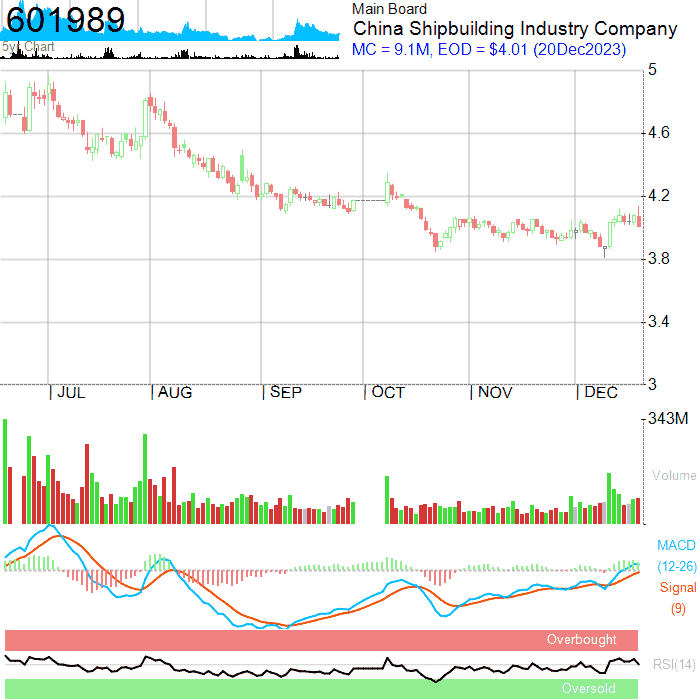 601989
5yr Chart
Main Board
China Shipbuilding Industry Company
MC = 9.1M, EOD = $4.01 (20Dec2023)
5
4.6
4.2
3.8
3.4
3
JUL
AUG
SEP
OCT
NOV
DEC
343M
Volume
MACD
(12-26)
Signal
(9)
Overbought
RSI(14)
Oversold